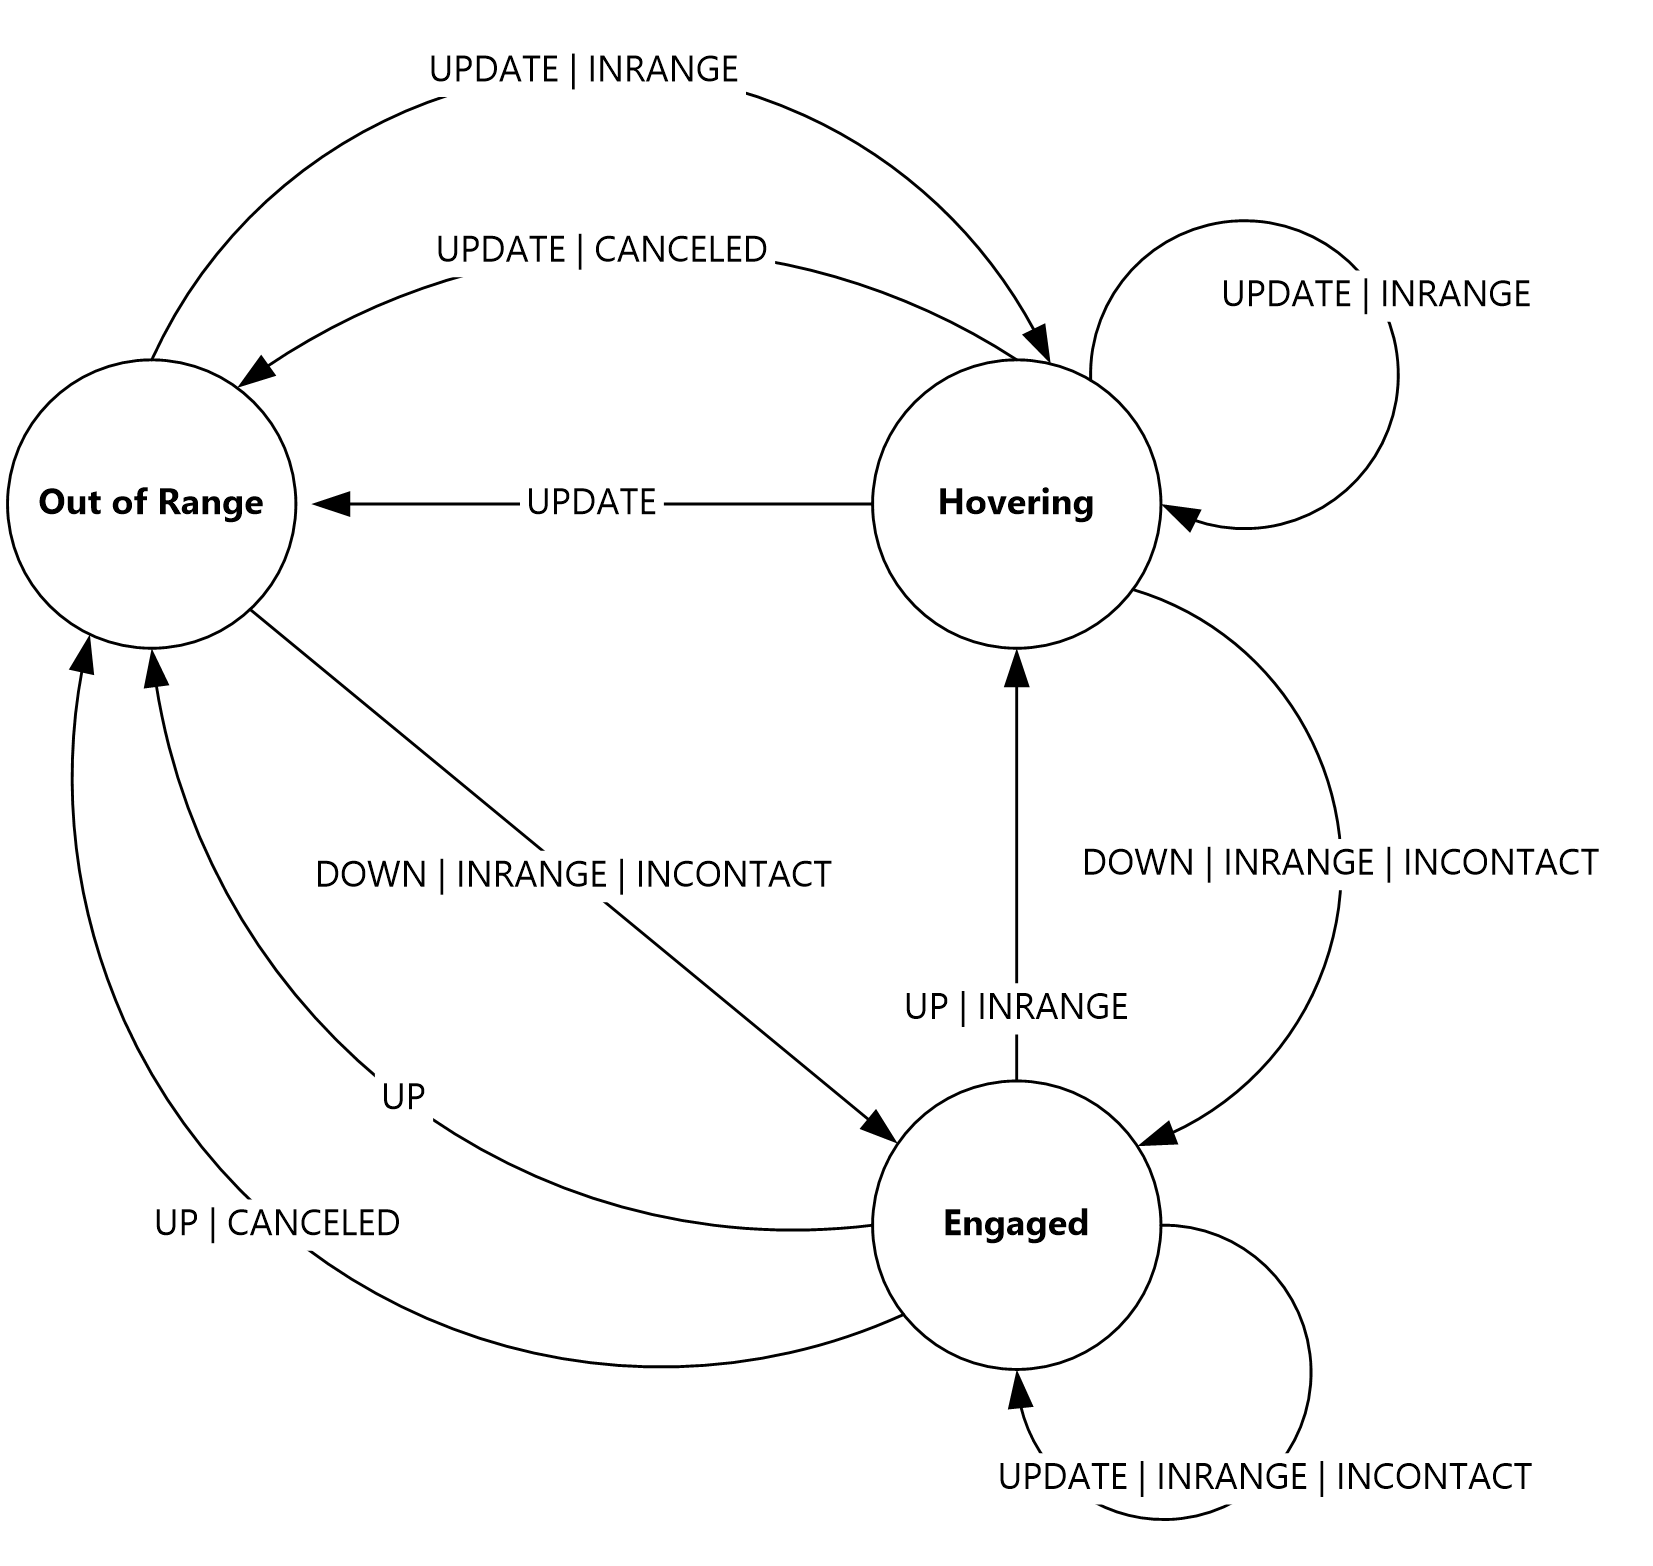 UPDATE | INRANGE
UPDATE | CANCELED
UPDATE | INRANGE
Out of Range
UPDATE
Hovering
DOWN | INRANGE | INCONTACT
DOWN | INRANGE | INCONTACT
UP | INRANGE
UP
UP | CANCELED
Engaged
UPDATE | INRANGE | INCONTACT